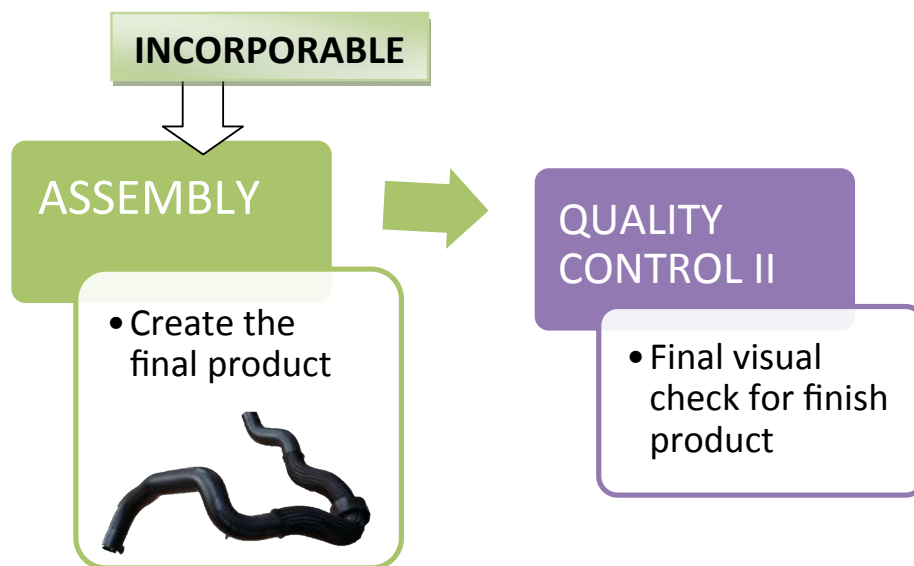 INCORPORABLE
ASSEMBLY
• Create the
final product
QUALITY
CONTROL II
• Final visual
check for finish
product